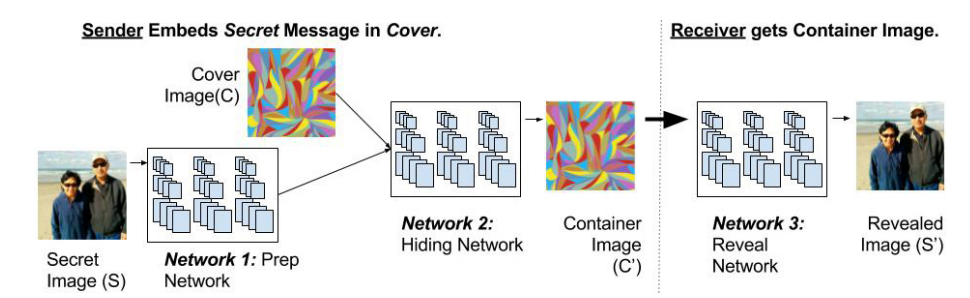 Sender Embeds Secret Message in Cover.
Receiver gets Container Image.
Cover
Image(C)
Secret
Image (S)
Network 1: Prep
Network
Network 2:
Hiding Network
Container
Image
(C’)
Network 3:
Reveal
Network
Revealed
Image (S’)